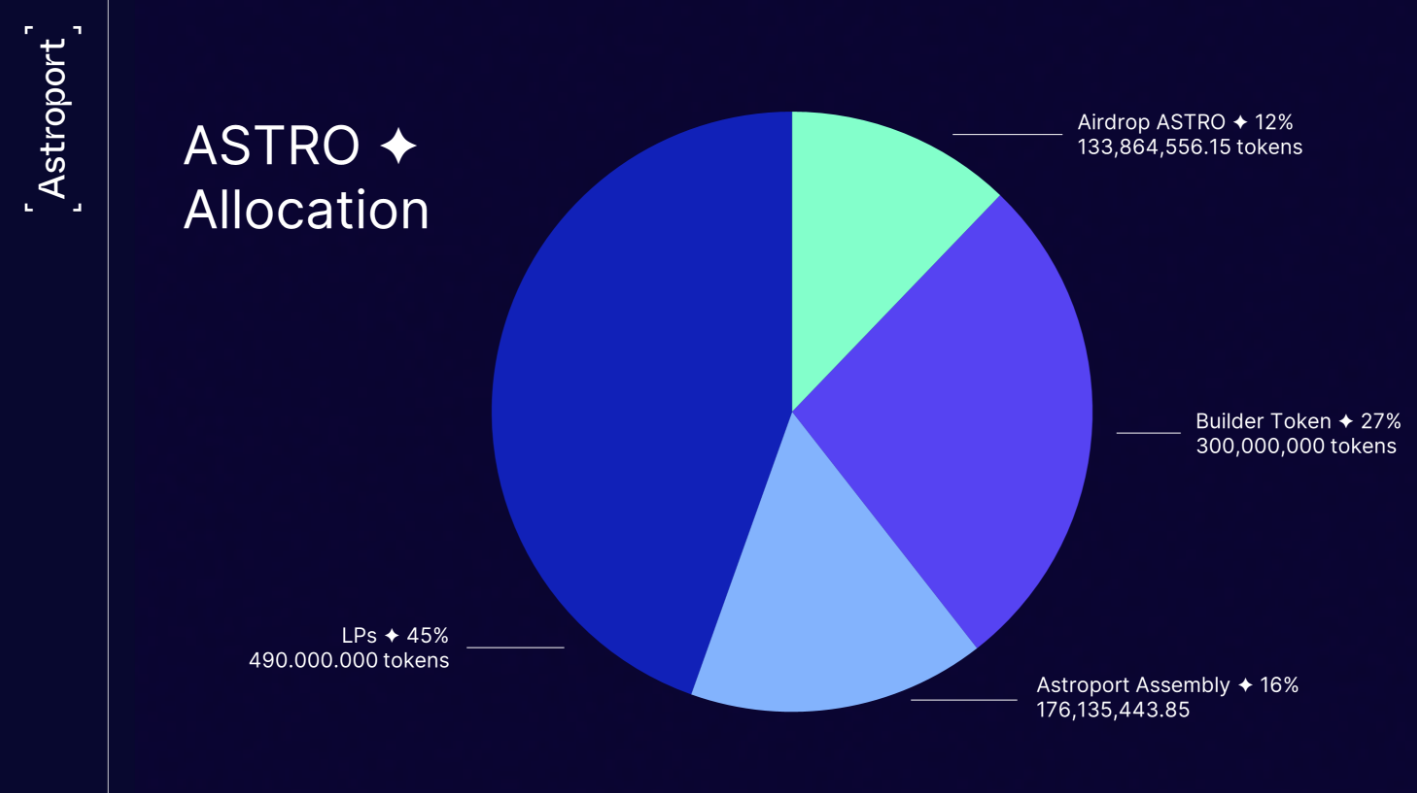 Astroport
ASTRO ✦
Allocation
Airdrop ASTRO ✦ 12%
133,864,556.15 tokens
Builder Token ✦ 27%
300,000,000 tokens
LPs ✦ 45%
490.000.000 tokens
Astroport Assembly ✦ 16%
176,135,443.85